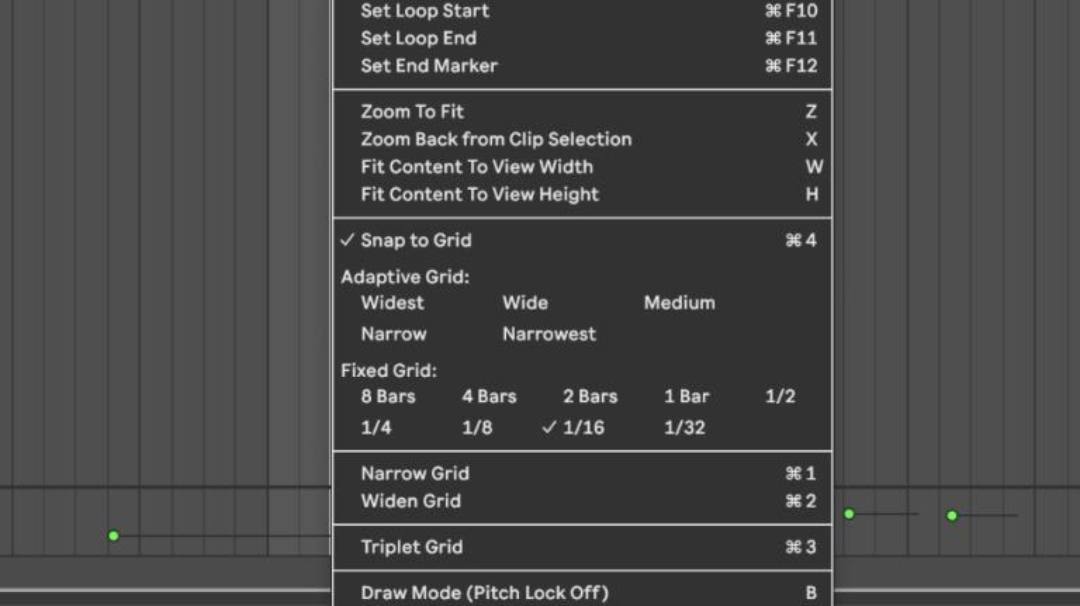 Set Loop Start ⌘F10
Set Loop End ⌘F11
Set End Marker ⌘F12
Zoom To Fit Z
Zoom Back from Clip Selection X
Fit Content To View Width W
Fit Content To View Height H
✓ Snap to Grid ⌘4
Adaptive Grid:
Widest Wide Medium
Narrow Narrowest
Fixed Grid:
8 Bars 4 Bars 2 Bars 1 Bar 1/2
1/4 1/8 ✓ 1/16 1/32
Narrow Grid ⌘1
Widen Grid ⌘2
Triplet Grid ⌘3
Draw Mode (Pitch Lock Off) B